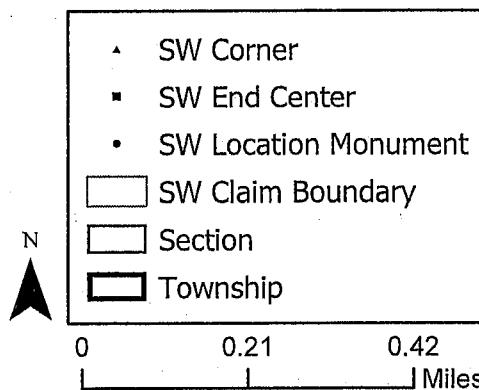 SW Corner
SW End Center
SW Location Monument
SW Claim Boundary
Section
N
Township
0 0.21 0.42
Miles